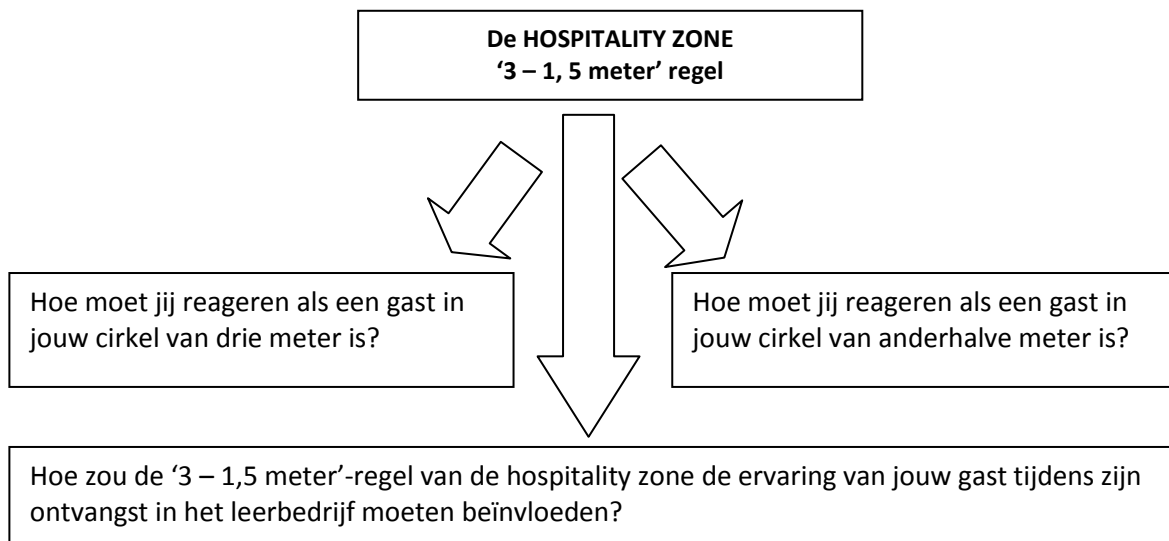 De HOSPITALITY ZONE
‘3 – 1, 5 meter’ regel
Hoe moet jij reageren als een gast in
jouw cirkel van drie meter is?
Hoe moet jij reageren als een gast in
jouw cirkel van anderhalve meter is?
Hoe zou de ‘3 – 1,5 meter’-regel van de hospitality zone de ervaring van jouw gast tijdens zijn
ontvangst in het leerbedrijf moeten beïnvloeden?